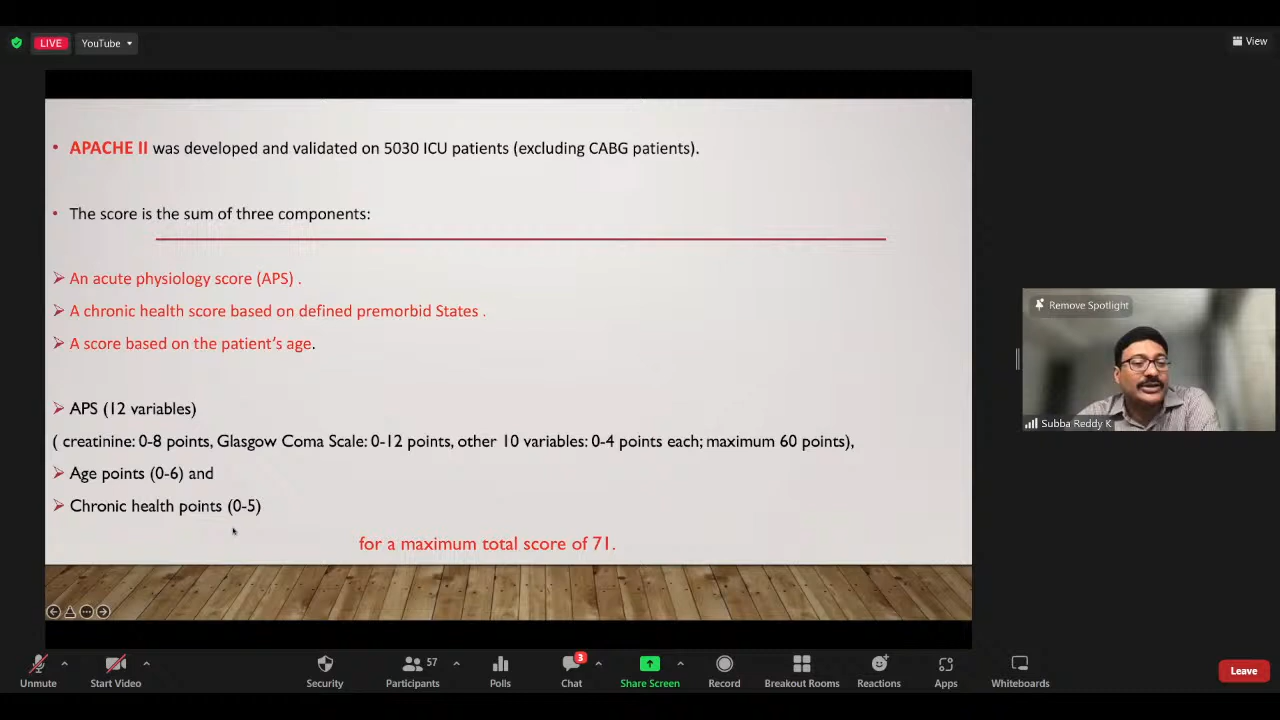 LIVE
YouTube
View
• APACHE II was developed and validated on 5030 ICU patients (excluding CABG patients).
• The score is the sum of three components:
➢ An acute physiology score (APS) .
➢ A chronic health score based on defined premorbid States .
➢ A score based on the patient's age.
➢ APS (12 variables)
( creatinine: 0-8 points, Glasgow Coma Scale: 0-12 points, other 10 variables: 0-4 points each; maximum 60 points),
➢ Age points (0-6) and
➢ Chronic health points (0-5)
for a maximum total score of 71.
Remove Spotlight
Subba Reddy K
Unmute
Start Video
Security
57
Participants
Polls
3
Chat
Share Screen
Record
Breakout Rooms
Reactions
Apps
Whiteboards
Leave